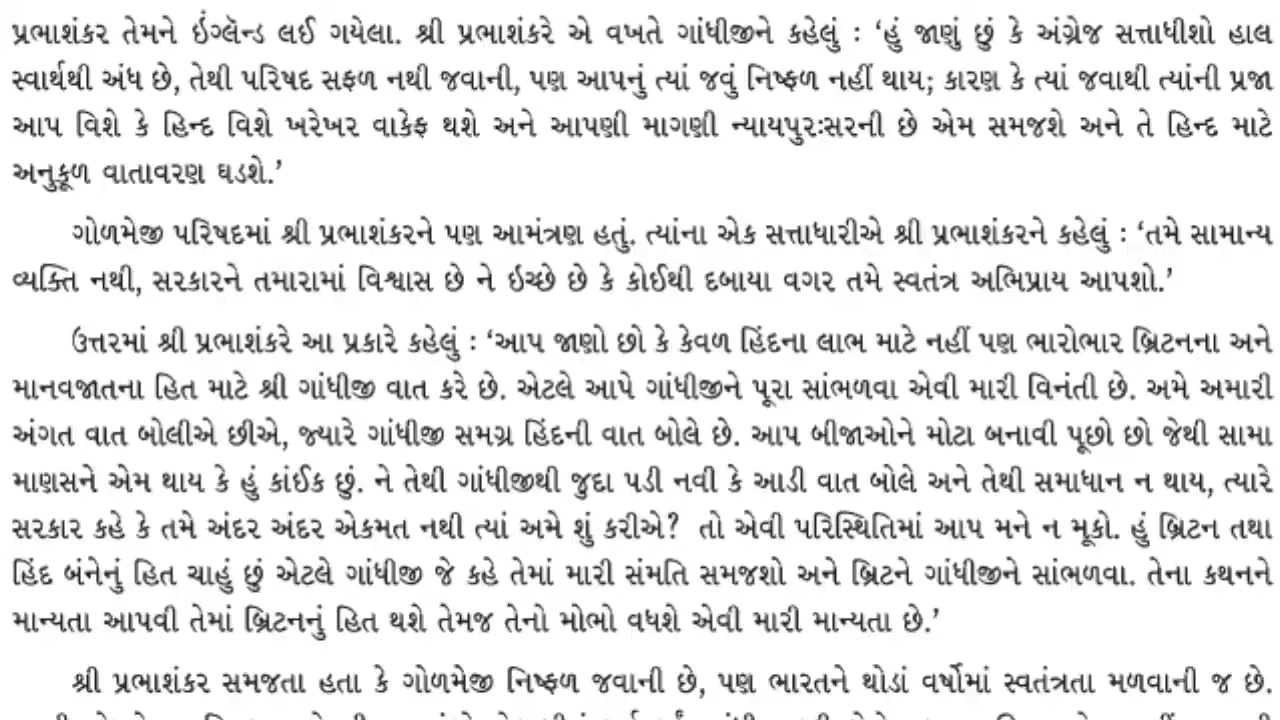 પ્રભાશંકર તેમને ઇંગ્લૅન્ડ લઈ ગયેલા. શ્રી પ્રભાશંકરે એ વખતે ગાંધીજીને કહેલું : ‘હું જાણું છું કે અંગ્રેજ સત્તાધીશો હાલ
સ્વાર્થથી અંધ છે, તેથી પરિષદ સફળ નથી જવાની, પણ આપનું ત્યાં જવું નિષ્ફળ નહીં થાય; કારણ કે ત્યાં જવાથી ત્યાંની પ્રજા
આપ વિશે કે હિન્દ વિશે ખરેખર વાકેફ થશે અને આપણી માગણી ન્યાયપુરઃસરની છે એમ સમજશે અને તે હિન્દ માટે
અનુકૂળ વાતાવરણ ઘડશે.’
ગોળમેજી પરિષદમાં શ્રી પ્રભાશંકરને પણ આમંત્રણ હતું. ત્યાંના એક સત્તાધારીએ શ્રી પ્રભાશંકરને કહેલું : ‘તમે સામાન્ય
વ્યક્તિ નથી, સરકારને તમારામાં વિશ્વાસ છે ને ઇચ્છે છે કે કોઈથી દબાયા વગર તમે સ્વતંત્ર અભિપ્રાય આપશો.’
ઉત્તરમાં શ્રી પ્રભાશંકરે આ પ્રકારે કહેલું : ‘આપ જાણો છો કે કેવળ હિંદના લાભ માટે નહીં પણ ભારોભાર બ્રિટનના અને
માનવજાતના હિત માટે શ્રી ગાંધીજી વાત કરે છે. એટલે આપે ગાંધીજીને પૂરા સાંભળવા એવી મારી વિનંતી છે. અમે અમારી
અંગત વાત બોલીએ છીએ, જ્યારે ગાંધીજી સમગ્ર હિંદની વાત બોલે છે. આપ બીજાઓને મોટા બનાવી પૂછો છો જેથી સામા
માણસને એમ થાય કે હું કાંઈક છું. ને તેથી ગાંધીજીથી જુદા પડી નવી કે આડી વાત બોલે અને તેથી સમાધાન ન થાય, ત્યારે
સરકાર કહે કે તમે અંદર અંદર એકમત નથી ત્યાં અમે શું કરીએ? તો એવી પરિસ્થિતિમાં આપ મને ન મૂકો. હું બ્રિટન તથા
હિંદ બંનેનું હિત ચાહું છું એટલે ગાંધીજી જે કહે તેમાં મારી સંમતિ સમજશો અને બ્રિટને ગાંધીજીને સાંભળવા. તેના કથનને
માન્યતા આપવી તેમાં બ્રિટનનું હિત થશે તેમજ તેનો મોભો વધશે એવી મારી માન્યતા છે.’
શ્રી પ્રભાશંકર સમજતા હતા કે ગોળમેજી નિષ્ફળ જવાની છે, પણ ભારતને થોડાં વર્ષોમાં સ્વતંત્રતા મળવાની જ છે.